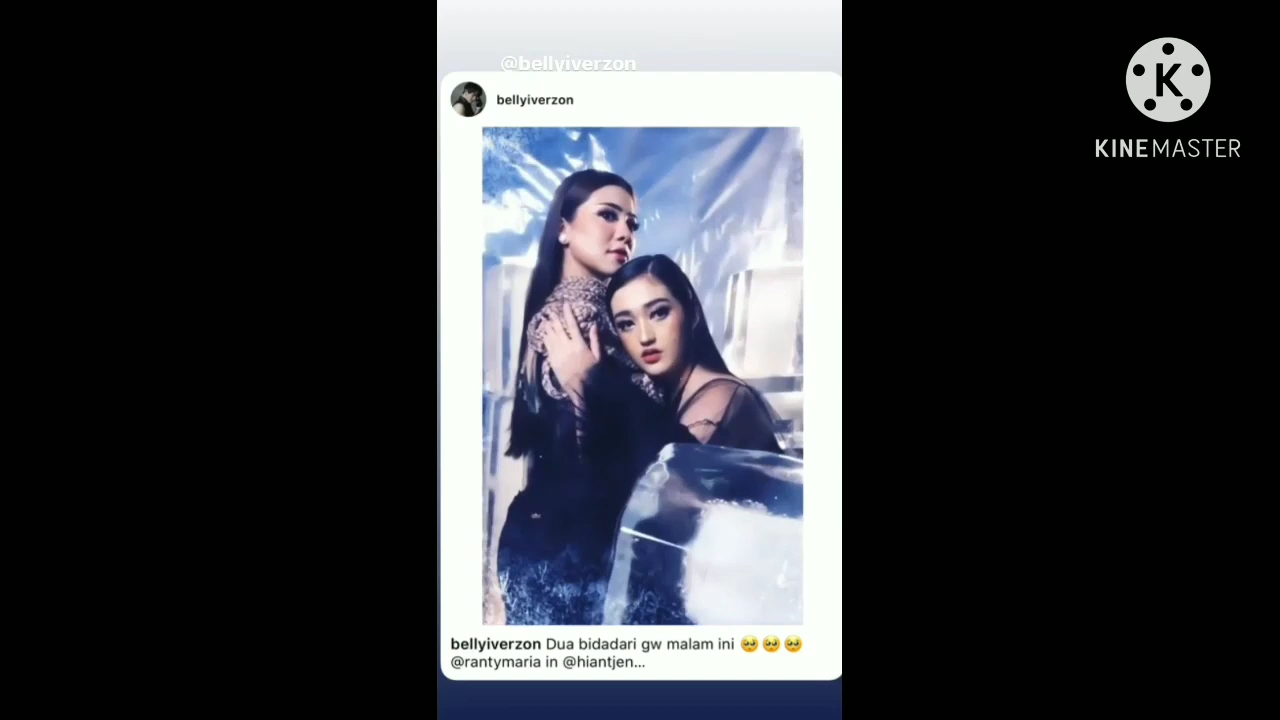 @bellyiverzon
bellyiverzon
bellyiverzon Dua bidadari gw malam ini 🥺🥺🥺
@rantymaria in @hiantjen...
K
KINEMASTER